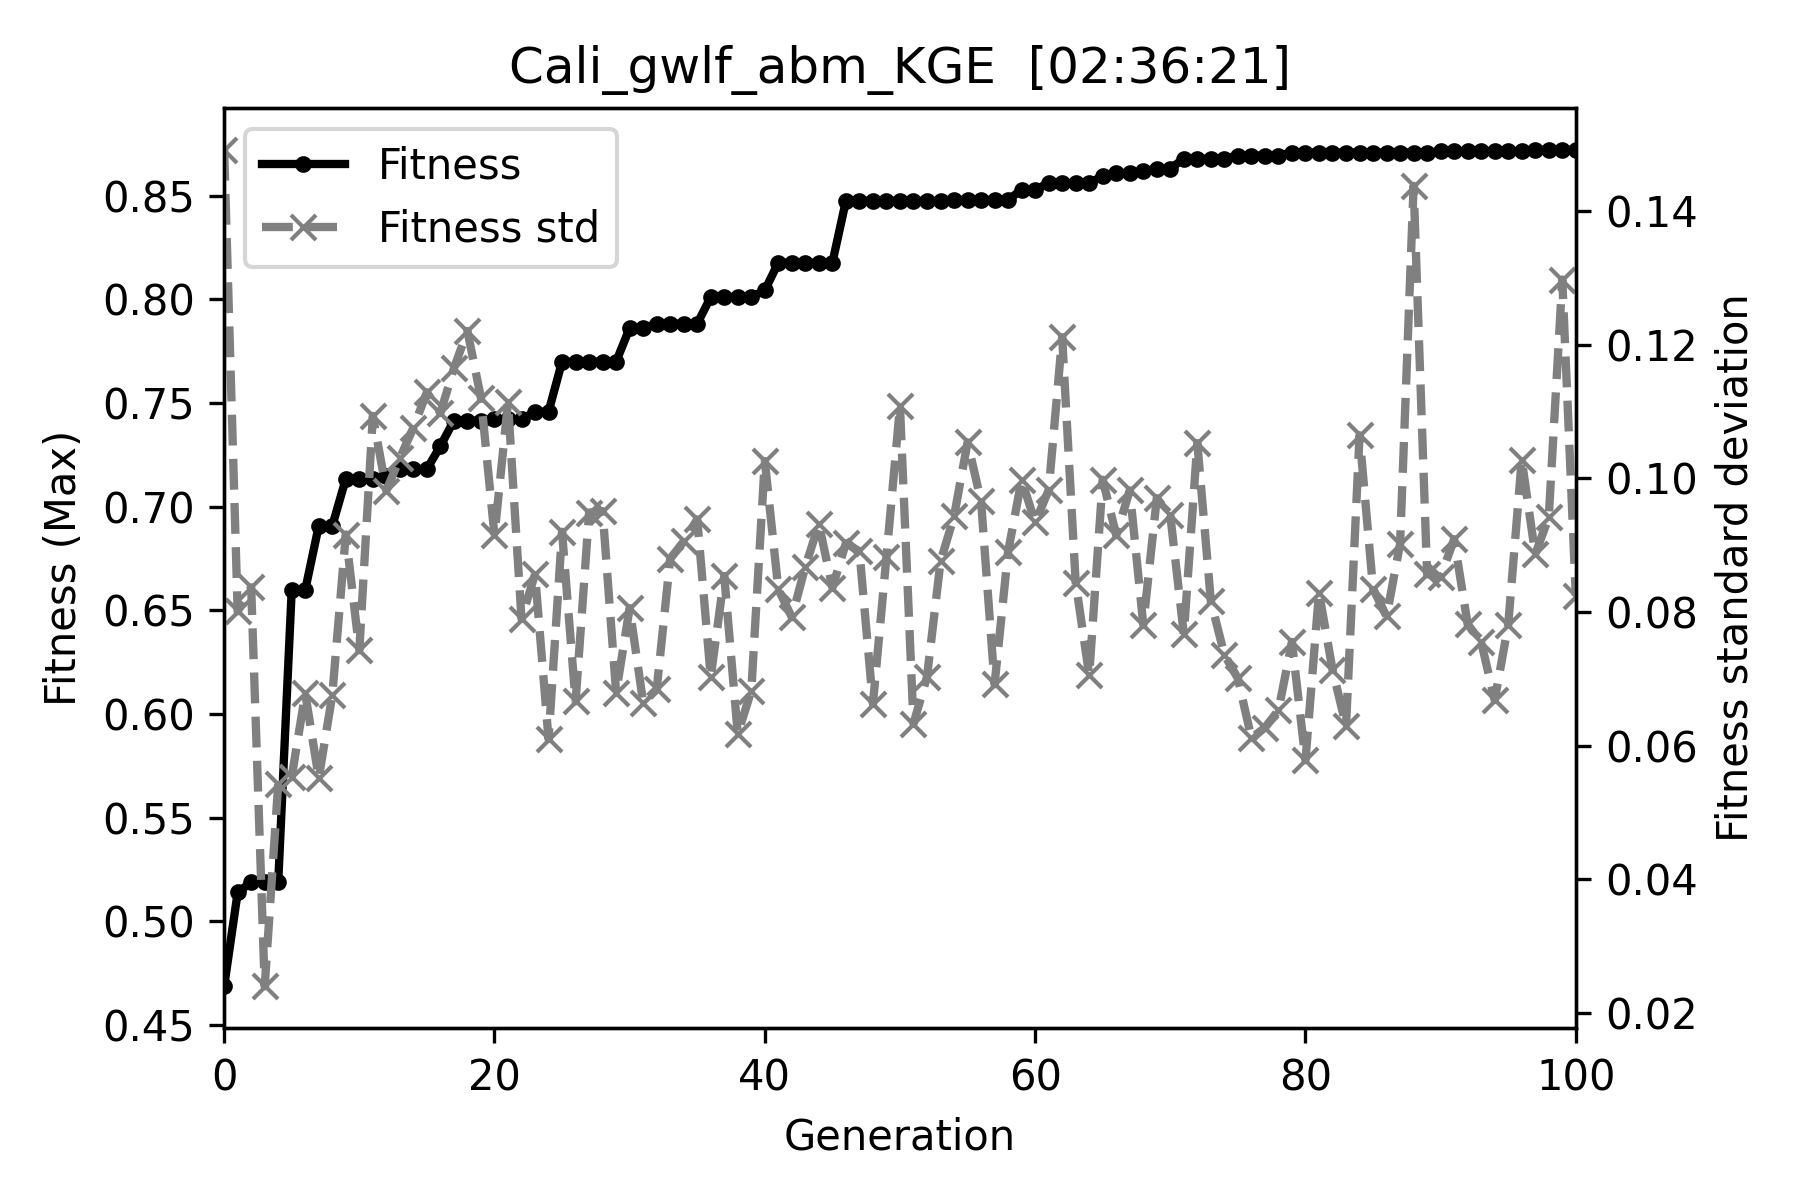 Cali_gwlf_abm_KGE [02:36:21]
Fitness
Fitness std
Fitness (Max)
0.85
0.80
0.75
0.70
0.65
0.60
0.55
0.50
0.45
0.14
0.12
0.10
0.08
0.06
0.04
0.02
Fitness standard deviation
0 20 40 60 80 100
Generation